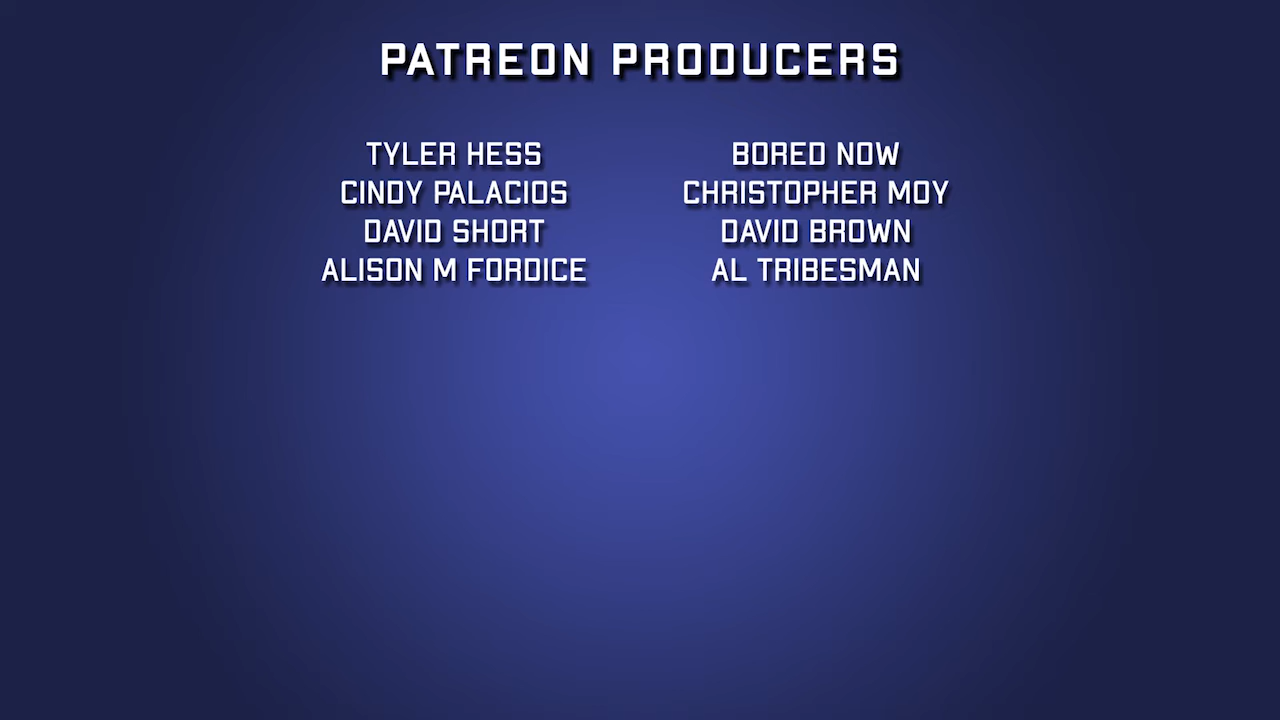 PATREON PRODUCERS
TYLER HESS
CINDY PALACIOS
DAVID SHORT
ALISON M FORDICE
BORED NOW
CHRISTOPHER MOY
DAVID BROWN
AL TRIBESMAN